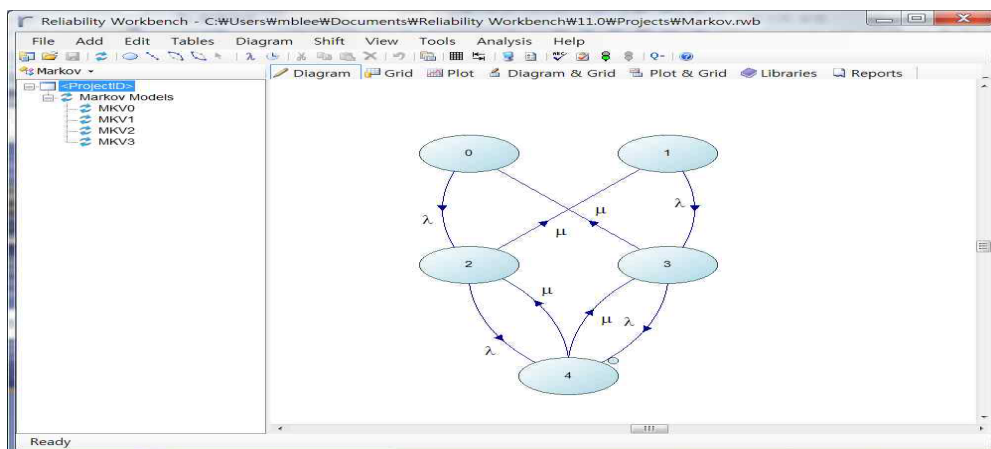 Reliability Workbench - C:₩Users₩mblee₩Documents₩Reliability Workbench₩11.0₩Projects₩Markov.rwb
File Add Edit Tables Diagram Shift View Tools Analysis Help
Markov
Diagram Grid Plot Diagram & Grid Plot & Grid Libraries Reports
<ProjectID>
Markov Models
MKV0
MKV1
MKV2
MKV3
0 1
λ μ μ λ
2 3
μ
λ μ λ
4
Ready